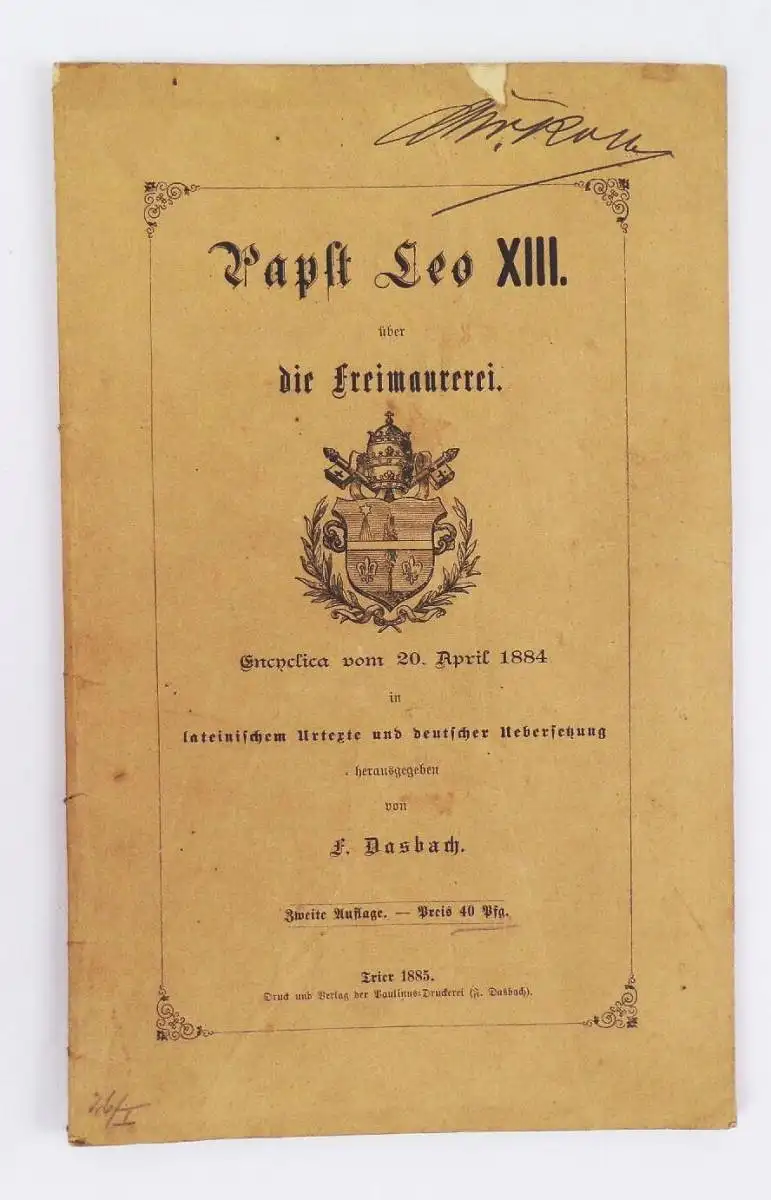 Papſt Leo XIII.
über
die Freimaurerei.
Encyclica vom 20. April 1884
in
lateiniſchem Urtexte und deutſcher Ueberſetzung
herausgegeben
von
F. Dasbach.
Zweite Auflage. — Preis 40 Pfg.
Trier 1885.
Druck und Verlag der Paulinus-Druckerei (F. Dasbach).